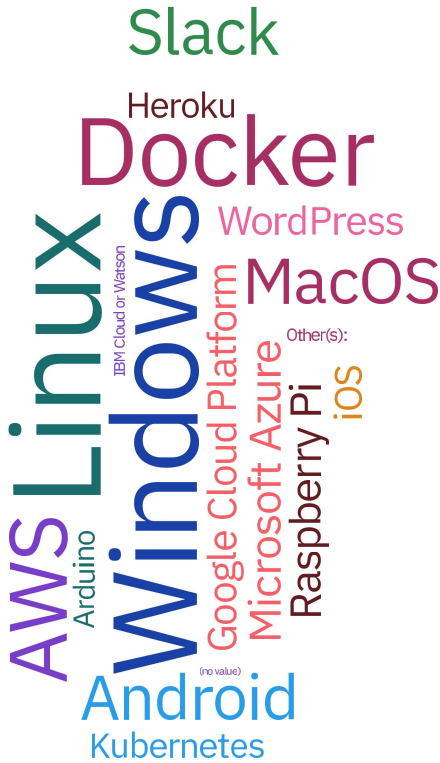 Slack
Heroku
Docker
WordPress
Linux
IBM Cloud or Watson
Windows
MacOS
Google Cloud Platform
Microsoft Azure
Other(s):
Raspberry Pi
iOS
AWS
Arduino
(no value)
Android
Kubernetes